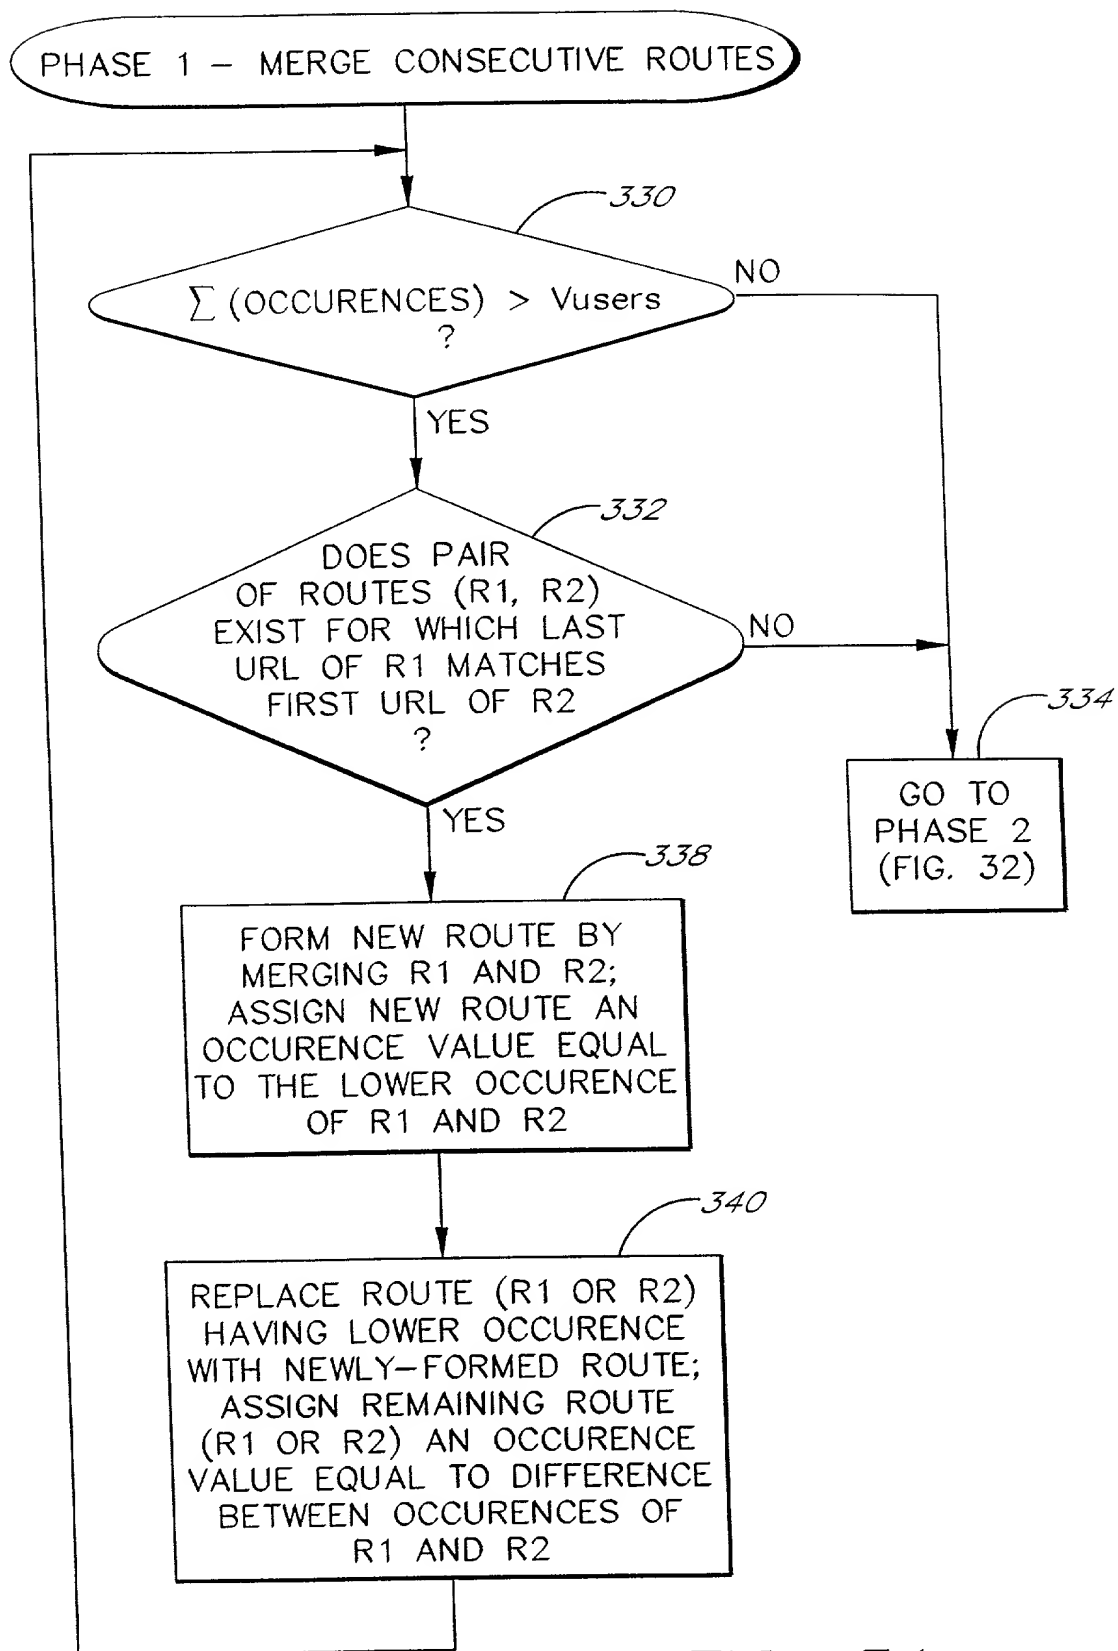 PHASE 1 – MERGE CONSECUTIVE ROUTES
330
NO
∑ (OCCURENCES) > Vusers
?
YES
332
DOES PAIR
OF ROUTES (R1, R2)
EXIST FOR WHICH LAST
URL OF R1 MATCHES
FIRST URL OF R2
?
NO
334
GO TO
PHASE 2
(FIG. 32)
YES
338
FORM NEW ROUTE BY
MERGING R1 AND R2;
ASSIGN NEW ROUTE AN
OCCURENCE VALUE EQUAL
TO THE LOWER OCCURENCE
OF R1 AND R2
340
REPLACE ROUTE (R1 OR R2)
HAVING LOWER OCCURENCE
WITH NEWLY–FORMED ROUTE;
ASSIGN REMAINING ROUTE
(R1 OR R2) AN OCCURENCE
VALUE EQUAL TO DIFFERENCE
BETWEEN OCCURENCES OF
R1 AND R2